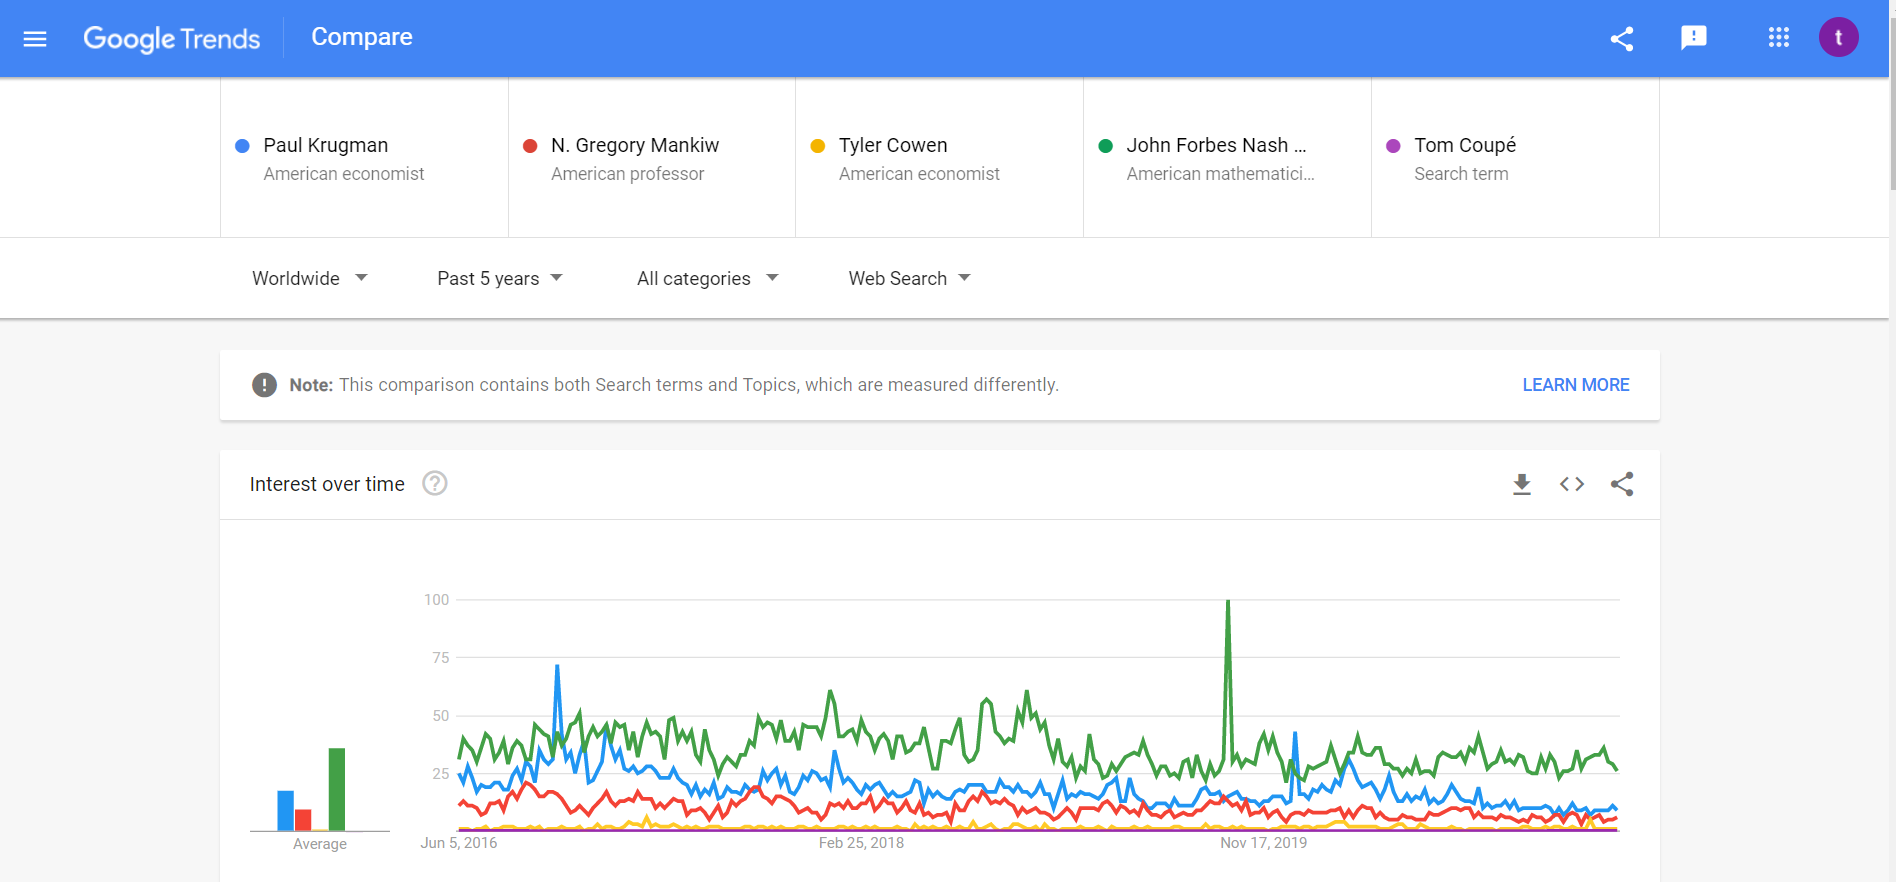 Google Trends Compare
t
Paul Krugman
American economist
N. Gregory Mankiw
American professor
Tyler Cowen
American economist
John Forbes Nash ...
American mathematici...
Tom Coupé
Search term
Worldwide Past 5 years All categories Web Search
Note: This comparison contains both Search terms and Topics, which are measured differently. LEARN MORE
Interest over time ?
100
75
50
25
Average
Jun 5, 2016 Feb 25, 2018 Nov 17, 2019